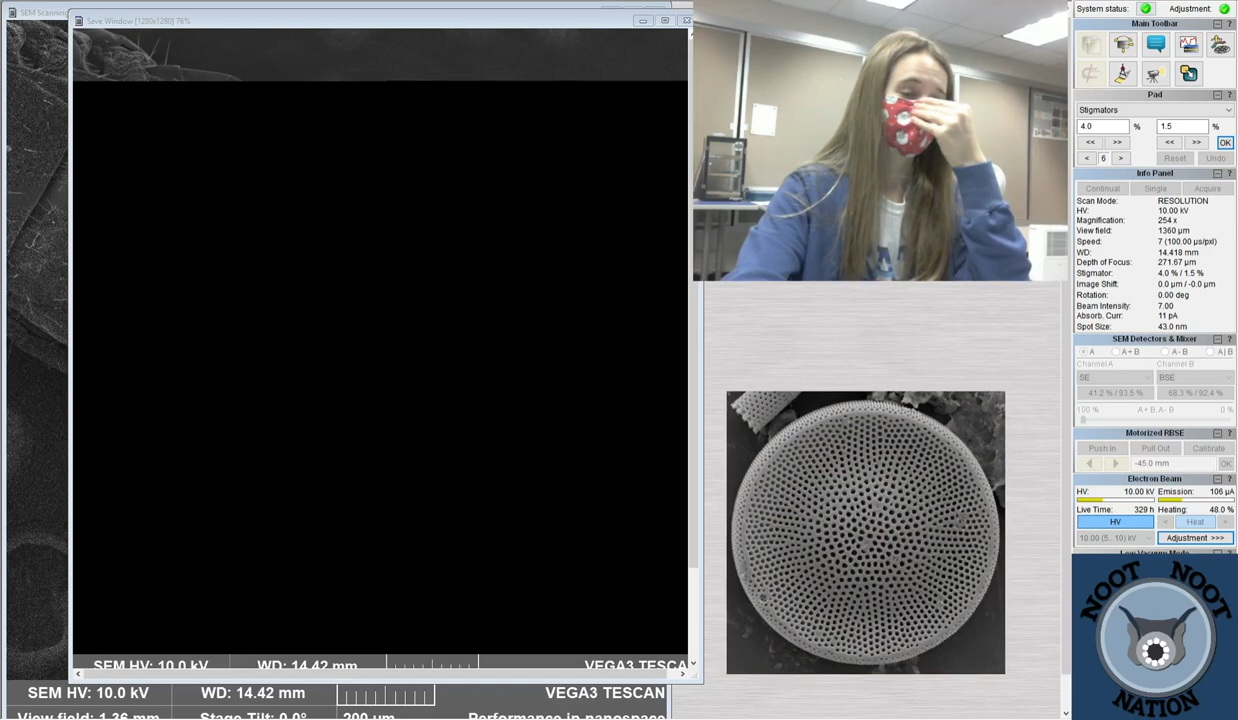 SEM Scanning
Save Window [1280x1280] 76%
SEM HV: 10.0 kV
WD: 14.42 mm
VEGA3 TESCA
SEM HV: 10.0 kV
WD: 14.42 mm
VEGA3 TESCAN
View field: 1.36 mm
Stage Tilt: 0.0°
200 µm
Performance in nanospace
System status:
Adjustment:
Main Toolbar
Pad
Stigmators
4.0 %
1.5 %
<< >>
<< >>
OK
< 6 >
Reset
Undo
Info Panel
Continual
Single
Acquire
Scan Mode: RESOLUTION
HV: 10.00 kV
Magnification: 254 x
View field: 1360 µm
Speed: 7 (100.00 µs/pxl)
WD: 14.418 mm
Depth of Focus: 271.67 µm
Stigmator: 4.0 % / 1.5 %
Image Shift: 0.0 µm / -0.0 µm
Rotation: 0.00 deg
Beam Intensity: 7.00
Absorb. Curr: 11 pA
Spot Size: 43.0 nm
SEM Detectors & Mixer
A
A + B
A - B
A | B
Channel A
Channel B
SE
BSE
41.2 % / 93.5 %
68.3 % / 92.4 %
100 %
A + B,A - B
0 %
Motorized RBSE
Push In
Pull Out
Calibrate
-45.0 mm
OK
Electron Beam
HV: 10.00 kV
Emission: 106 µA
Live Time: 329 h
Heating: 48.0 %
HV
< Heat >
10.00 (5...10) kV
Adjustment >>>
Low Vacuum Mode
NOOT NOOT
NATION